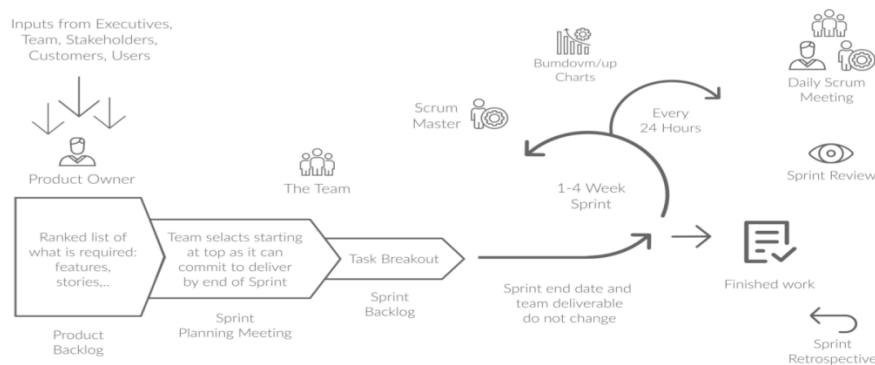 Inputs from Executives,
Team, Stakeholders,
Customers, Users
Product Owner
Ranked list of
what is required:
features,
stories,..
Product
Backlog
The Team
Team selacts starting
at top as it can
commit to deliver
by end of Sprint
Sprint
Planning Meeting
Task Breakout
Sprint
Backlog
Scrum
Master
Bumdovm/up
Charts
Every
24 Hours
1-4 Week
Sprint
Sprint end date and
team deliverable
do not change
Daily Scrum
Meeting
Sprint Review
Finished work
Sprint
Retrospective